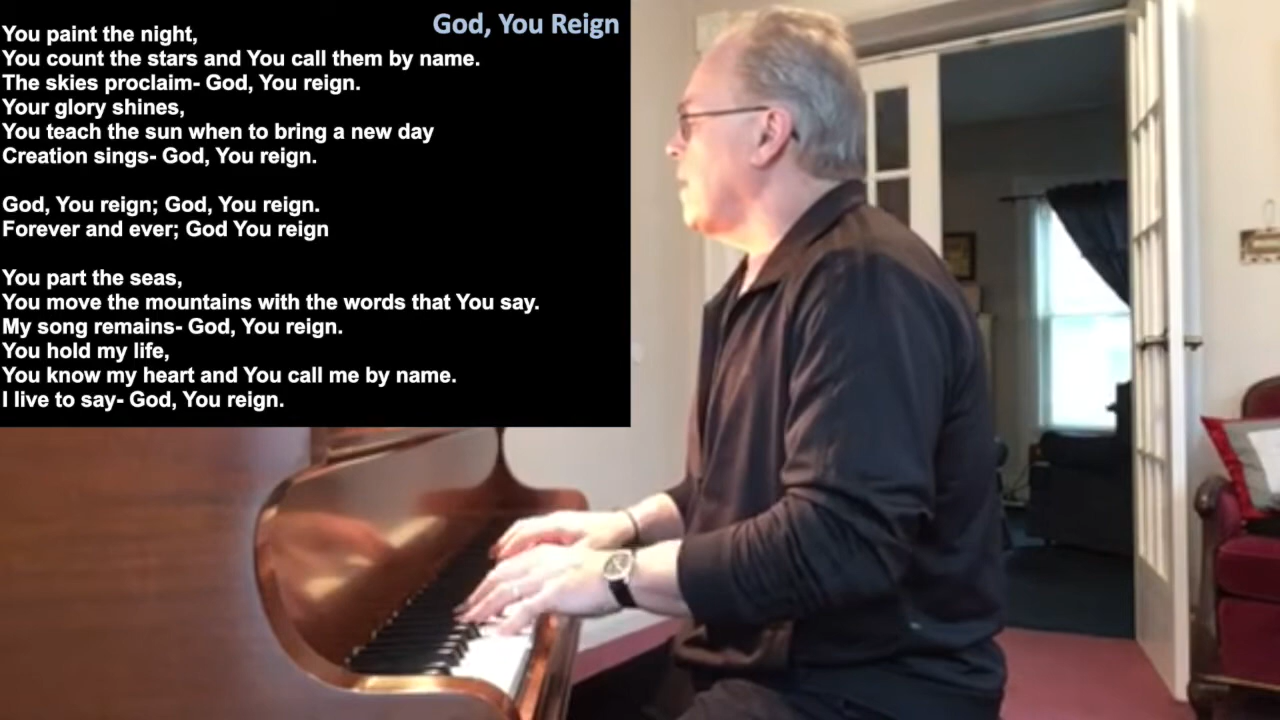 God, You Reign
You paint the night,
You count the stars and You call them by name.
The skies proclaim- God, You reign.
Your glory shines,
You teach the sun when to bring a new day
Creation sings- God, You reign.
God, You reign; God, You reign.
Forever and ever; God You reign
You part the seas,
You move the mountains with the words that You say.
My song remains- God, You reign.
You hold my life,
You know my heart and You call me by name.
I live to say- God, You reign.